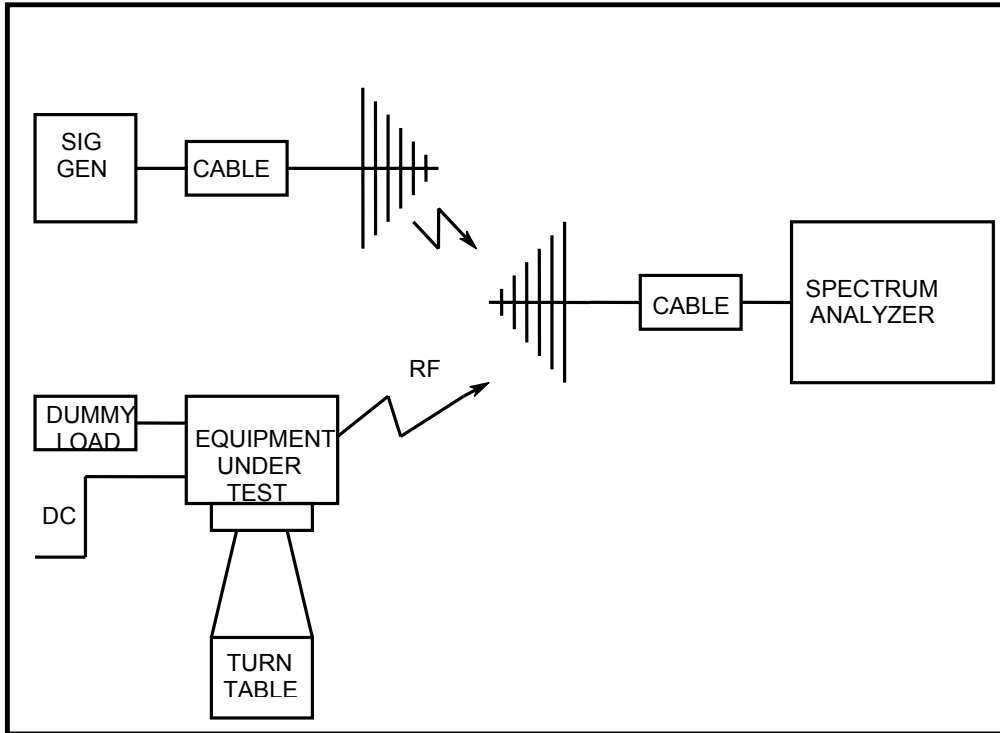 SIG
GEN
CABLE
CABLE
SPECTRUM
ANALYZER
RF
DUMMY
LOAD
EQUIPMENT
UNDER
TEST
DC
TURN
TABLE